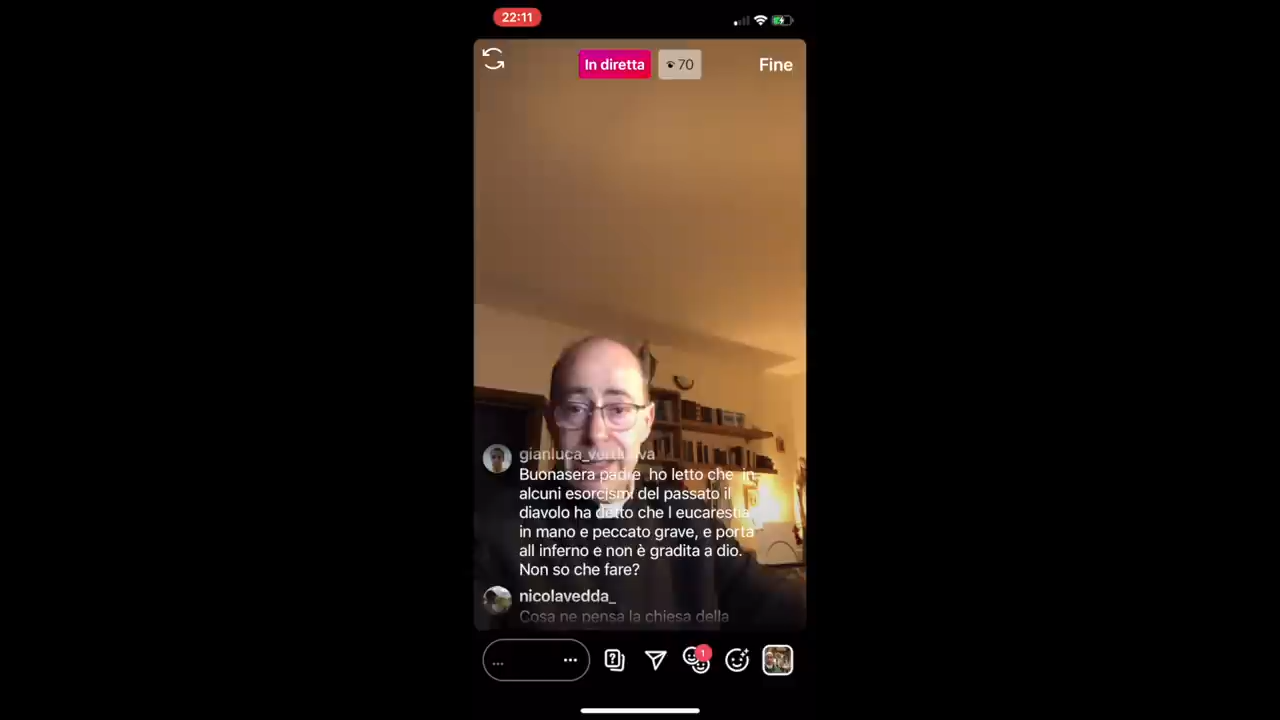 22:11
In diretta
70
Fine
Buonasera padre ho letto che in
alcuni esorcismi del passato il
diavolo ha detto che l eucarestia
in mano e peccato grave, e porta
all inferno e non è gradita a dio.
Non so che fare?
nicolavedda_
Cosa ne pensa la chiesa della
1